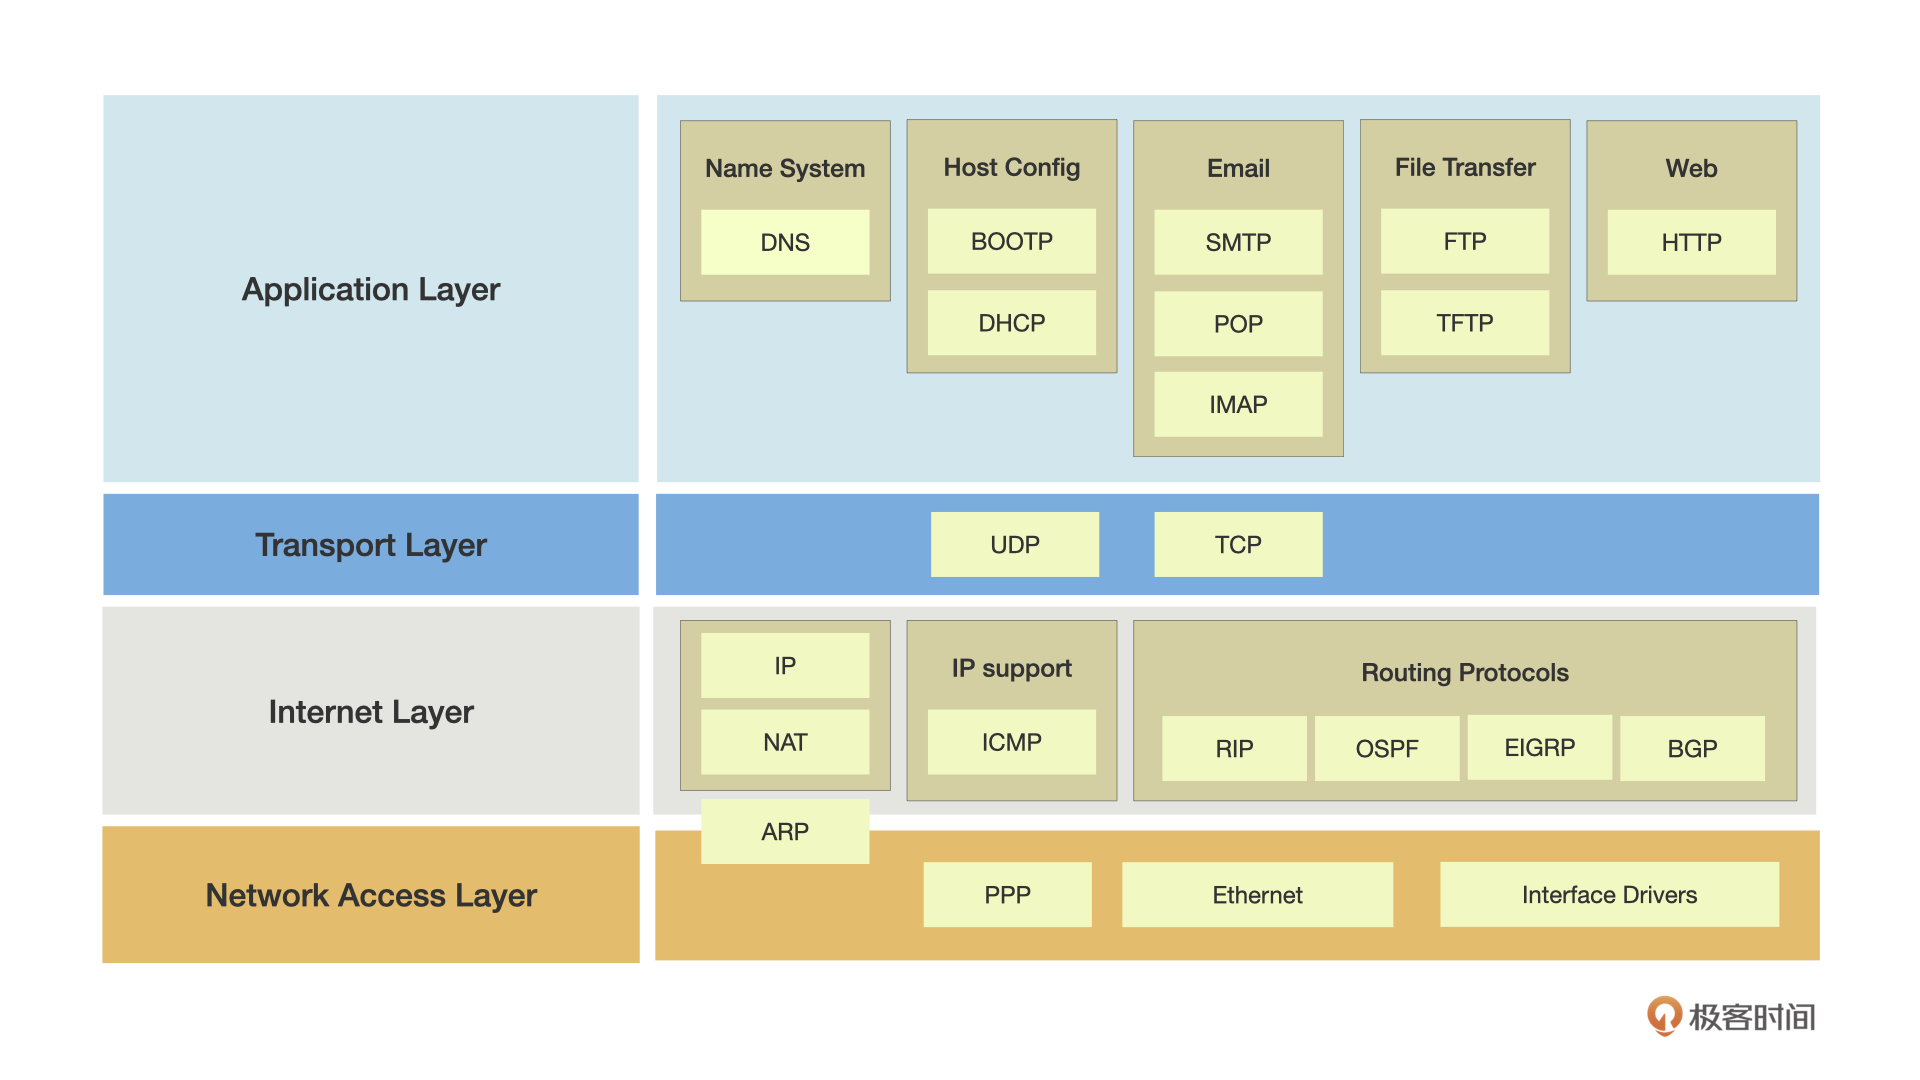 Application Layer
Name System
DNS
Host Config
BOOTP
DHCP
Email
SMTP
POP
IMAP
File Transfer
FTP
TFTP
Web
HTTP
Transport Layer
UDP
TCP
Internet Layer
IP
NAT
IP support
ICMP
Routing Protocols
RIP
OSPF
EIGRP
BGP
ARP
Network Access Layer
PPP
Ethernet
Interface Drivers
极客时间